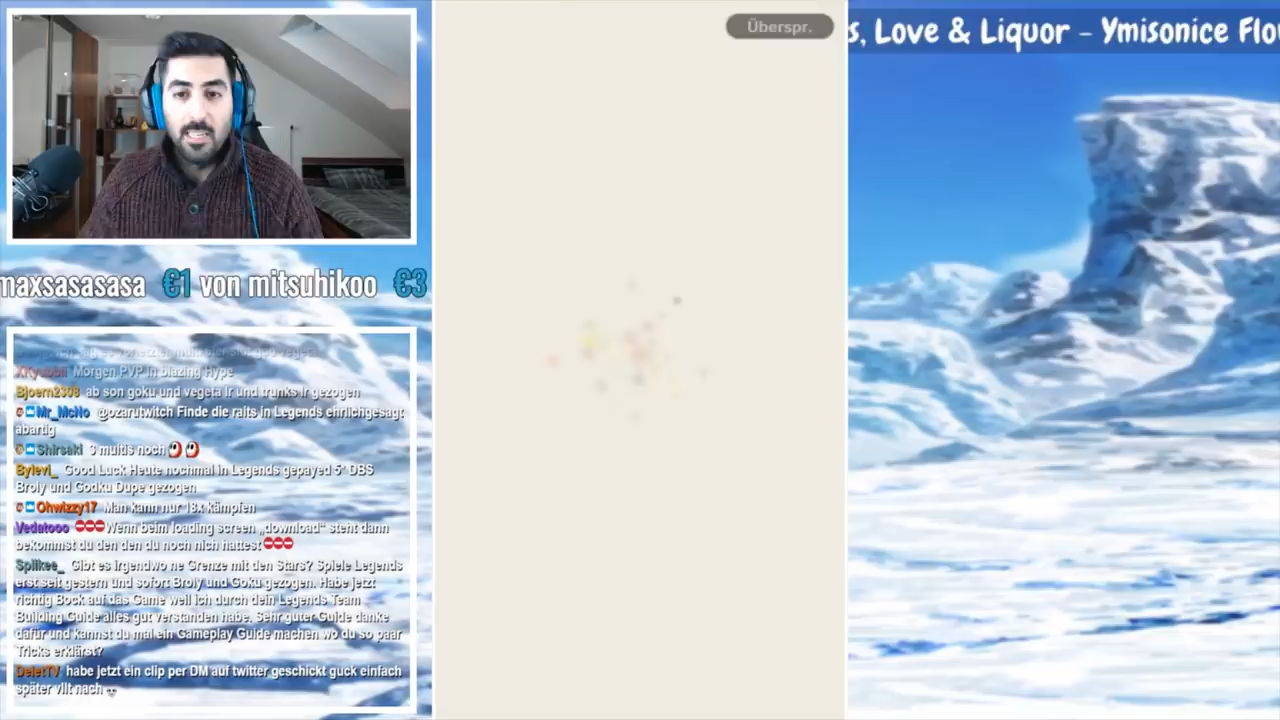 Überspr.
s, Love & Liquor - Ymisonice Flo
maxsasasasa €1 von mitsuhikoo €3
Morgen PVP in blazing Hype
Bjoern2308 ab son goku und vegeta lr und trunks lr gezogen
Mr_McNo @ozarutwitch Finde die raits in Legends ehrlichgesagt
abartig
Shirsaki 3 multis noch
Bylevi_ Good Luck Heute nochmal in Legends gepayed 5* DBS
Broly und Godku Dupe gezogen
Ohwizzy17 Man kann nur 18x kämpfen
Vedatooo Wenn beim loading screen „download“ steht dann
bekommst du den den du noch nich hattest
Spiikee_ Gibt es irgendwo ne Grenze mit den Stars? Spiele Legends
erst seit gestern und sofort Broly und Goku gezogen. Habe jetzt
richtig Bock auf das Game weil ich durch dein Legends Team
Building Guide alles gut verstanden habe. Sehr guter Guide danke
dafür und kannst du mal ein Gameplay Guide machen wo du so paar
Tricks erklärst?
DeletTV habe jetzt ein clip per DM auf twitter geschickt guck einfach
später vllt nach